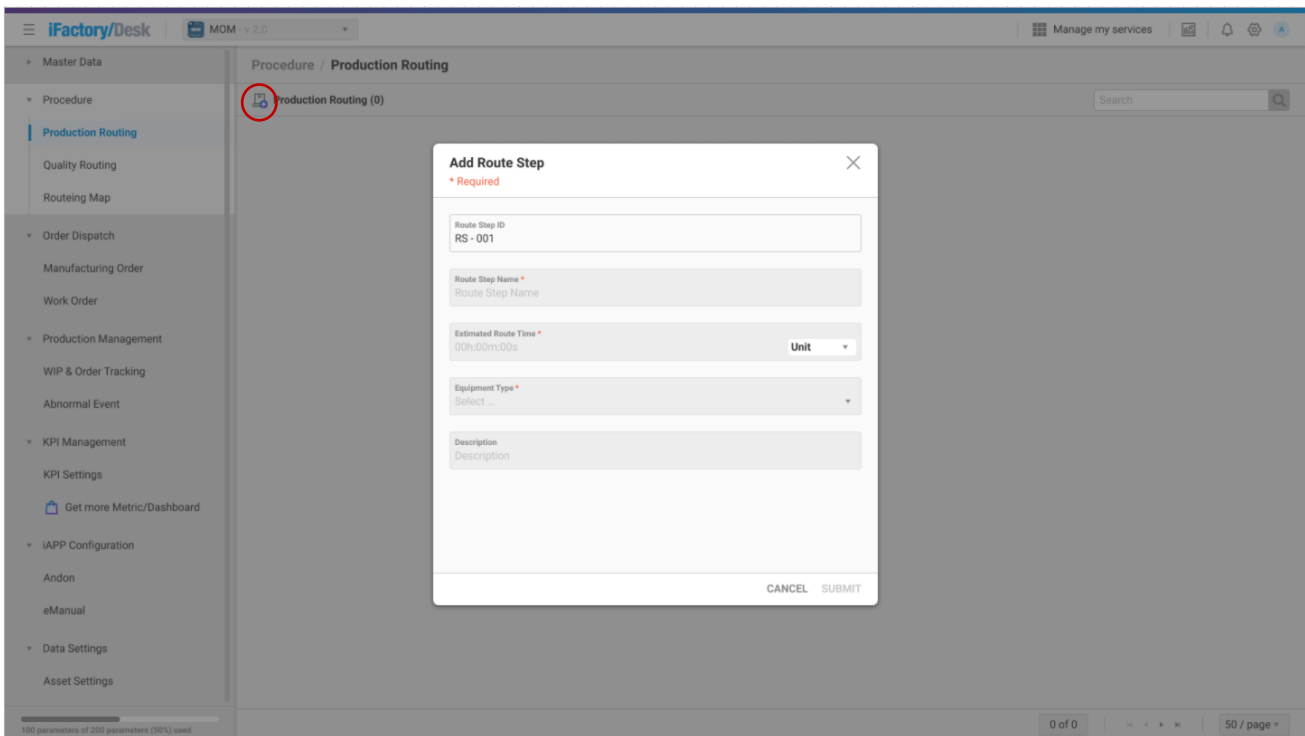 iFactory/Desk
MOM - v 2.0
Manage my services
A
Master Data
Procedure / Production Routing
Procedure
Production Routing (0)
Search
Production Routing
Quality Routing
Routeing Map
Order Dispatch
Manufacturing Order
Work Order
Production Management
WIP & Order Tracking
Abnormal Event
KPI Management
KPI Settings
Get more Metric/Dashboard
iAPP Configuration
Andon
eManual
Data Settings
Asset Settings
100 parameters of 200 parameters (50%) used
Add Route Step
* Required
Route Step ID
RS - 001
Route Step Name *
Route Step Name
Estimated Route Time *
00h:00m:00s
Unit
Equipment Type *
Select ...
Description
Description
CANCEL SUBMIT
0 of 0
50 / page